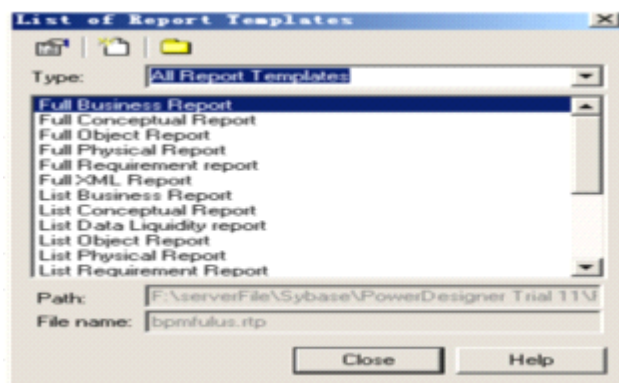 List of Report Templates
Type: All Report Templates
Full Business Report
Full Conceptual Report
Full Object Report
Full Physical Report
Full Requirement report
Full XML Report
List Business Report
List Conceptual Report
List Data Liquidity report
List Object Report
List Physical Report
List Requirement Report
Path: F:\serverFile\Sybase\PowerDesigner Trial 11\
File name: bpmfulus.rtp
Close Help